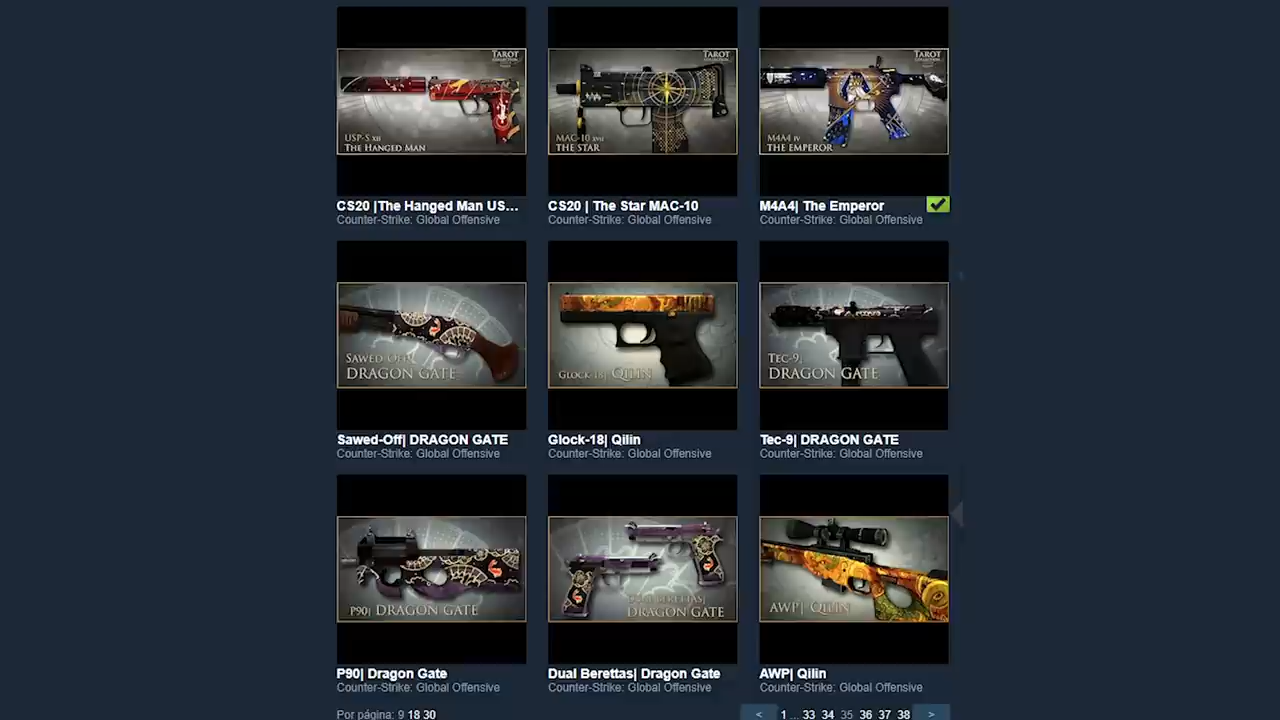 TAROT
COLLECTION
TAROT
COLLECTION
TAROT
COLLECTION
USP-S XII
THE HANGED MAN
MAC-10 XVII
THE STAR
M4A4 IV
THE EMPEROR
CS20 |The Hanged Man US...
CS20 | The Star MAC-10
M4A4| The Emperor
Counter-Strike: Global Offensive
Counter-Strike: Global Offensive
Counter-Strike: Global Offensive
SAWED-OFF|
DRAGON GATE
GLOCK-18| QILIN
TEC-9|
DRAGON GATE
Sawed-Off| DRAGON GATE
Glock-18| Qilin
Tec-9| DRAGON GATE
Counter-Strike: Global Offensive
Counter-Strike: Global Offensive
Counter-Strike: Global Offensive
P90| DRAGON GATE
DUAL BERETTAS|
DRAGON GATE
AWP| QILIN
P90| Dragon Gate
Dual Berettas| Dragon Gate
AWP| Qilin
Counter-Strike: Global Offensive
Counter-Strike: Global Offensive
Counter-Strike: Global Offensive
Por página: 9 18 30
< 1 ... 33 34 35 36 37 38 >